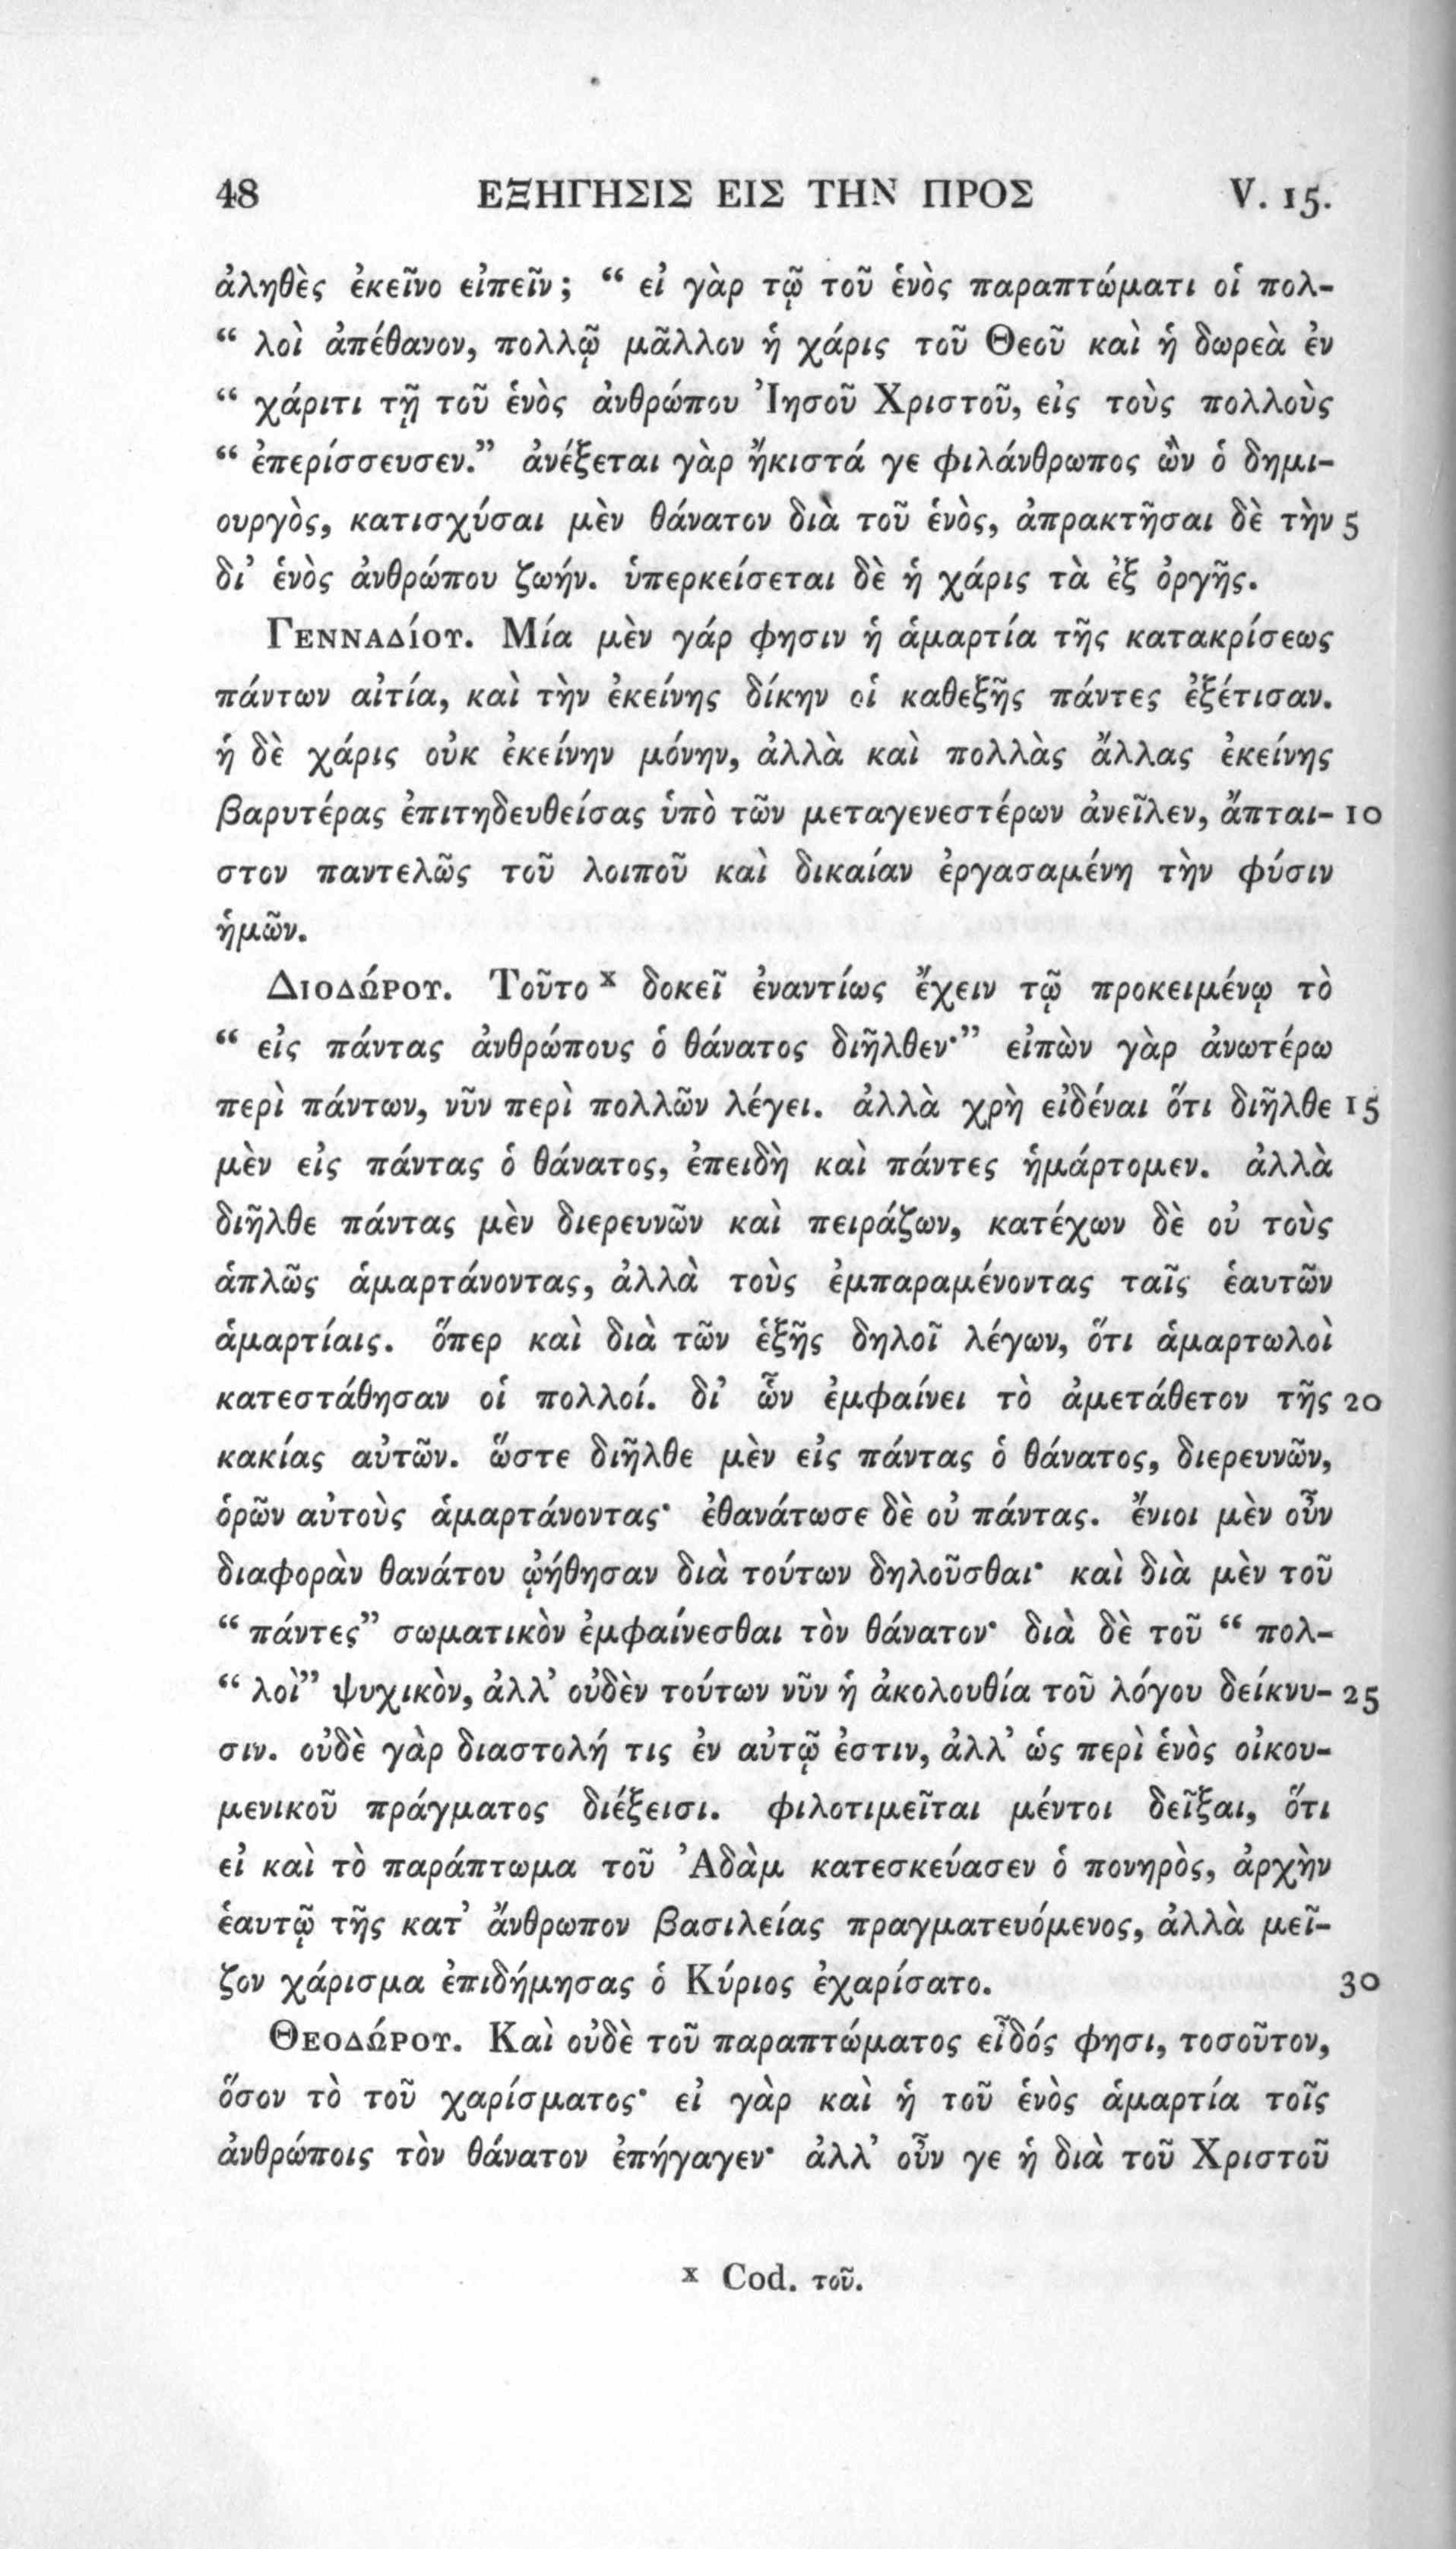 48 ΕΞΗΓΗΣΙΣ ΕΙΣ ΤΗΝ ΠΡΟΣ V. 15.
ἀληθὲς ἐκεῖνο εἰπεῖν; “ εἰ γὰρ τῷ τοῦ ἑνὸς παραπτώματι οἱ πολ-
“ λοὶ ἀπέθανον, πολλῷ μᾶλλον ἡ χάρις τοῦ Θεοῦ καὶ ἡ δωρεὰ ἐν
“ χάριτι τῇ τοῦ ἑνὸς ἀνθρώπου Ἰησοῦ Χριστοῦ, εἰς τοὺς πολλοὺς
“ ἐπερίσσευσεν.” ἀνέξεται γὰρ ἥκιστά γε φιλάνθρωπος ὢν ὁ δημι-
ουργὸς, κατισχύσαι μὲν θάνατον διὰ τοῦ ἑνὸς, ἀπρακτῆσαι δὲ τὴν 5
δι’ ἑνὸς ἀνθρώπου ζωήν. ὑπερκείσεται δὲ ἡ χάρις τὰ ἐξ ὀργῆς.
ΓΕΝΝΑΔίΟΥ. Μία μὲν γάρ φησιν ἡ ἁμαρτία τῆς κατακρίσεως
πάντων αἰτία, καὶ τὴν ἐκείνης δίκην οἱ καθεξῆς πάντες ἐξέτισαν.
ἡ δὲ χάρις οὐκ ἐκείνην μόνην, ἀλλὰ καὶ πολλὰς ἄλλας ἐκείνης
βαρυτέρας ἐπιτηδευθείσας ὑπὸ τῶν μεταγενεστέρων ἀνεῖλεν, ἄπται- 10
στον παντελῶς τοῦ λοιποῦ καὶ δικαίαν ἐργασαμένη τὴν φύσιν
ἡμῶν.
ΔΙΟΔώΡΟΥ. Τοῦτο ˣ δοκεῖ ἐναντίως ἔχειν τῷ προκειμένῳ τὸ
“ εἰς πάντας ἀνθρώπους ὁ θάνατος διῆλθεν·” εἰπὼν γὰρ ἀνωτέρω
περὶ πάντων, νῦν περὶ πολλῶν λέγει. ἀλλὰ χρὴ εἰδέναι ὅτι διῆλθε 15
μὲν εἰς πάντας ὁ θάνατος, ἐπειδὴ καὶ πάντες ἡμάρτομεν. ἀλλὰ
διῆλθε πάντας μὲν διερευνῶν καὶ πειράζων, κατέχων δὲ οὐ τοὺς
ἁπλῶς ἁμαρτάνοντας, ἀλλὰ τοὺς ἐμπαραμένοντας ταῖς ἑαυτῶν
ἁμαρτίαις. ὅπερ καὶ διὰ τῶν ἑξῆς δηλοῖ λέγων, ὅτι ἁμαρτωλοὶ
κατεστάθησαν οἱ πολλοί. δι’ ὧν ἐμφαίνει τὸ ἀμετάθετον τῆς 20
κακίας αὐτῶν. ὥστε διῆλθε μὲν εἰς πάντας ὁ θάνατος, διερευνῶν,
ὁρῶν αὐτοὺς ἁμαρτάνοντας· ἐθανάτωσε δὲ οὐ πάντας. ἔνιοι μὲν οὖν
διαφορὰν θανάτου ᾠήθησαν διὰ τούτων δηλοῦσθαι· καὶ διὰ μὲν τοῦ
“ πάντες” σωματικὸν ἐμφαίνεσθαι τὸν θάνατον· διὰ δὲ τοῦ “ πολ-
“ λοὶ” ψυχικὸν, ἀλλ’ οὐδὲν τούτων νῦν ἡ ἀκολουθία τοῦ λόγου δείκνυ- 25
σιν. οὐδὲ γὰρ διαστολή τις ἐν αὐτῷ ἐστιν, ἀλλ’ ὡς περὶ ἑνὸς οἰκου-
μενικοῦ πράγματος διέξεισι. φιλοτιμεῖται μέντοι δεῖξαι, ὅτι
εἰ καὶ τὸ παράπτωμα τοῦ Ἀδὰμ κατεσκεύασεν ὁ πονηρὸς, ἀρχὴν
ἑαυτῷ τῆς κατ’ ἄνθρωπον βασιλείας πραγματευόμενος, ἀλλὰ μεῖ-
ζον χάρισμα ἐπιδήμησας ὁ Κύριος ἐχαρίσατο. 30
ΘΕΟΔώΡΟΥ. Καὶ οὐδὲ τοῦ παραπτώματος εἶδός φησι, τοσοῦτον,
ὅσον τὸ τοῦ χαρίσματος· εἰ γὰρ καὶ ἡ τοῦ ἑνὸς ἁμαρτία τοῖς
ἀνθρώποις τὸν θάνατον ἐπήγαγεν· ἀλλ’ οὖν γε ἡ διὰ τοῦ Χριστοῦ
ˣ Cod. τοῦ.